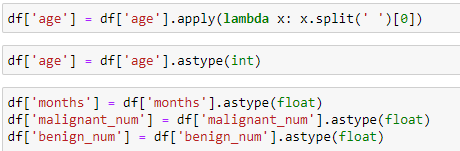 df['age'] = df['age'].apply(lambda x: x.split(' ')[0])
df['age'] = df['age'].astype(int)
df['months'] = df['months'].astype(float)
df['malignant_num'] = df['malignant_num'].astype(float)
df['benign_num'] = df['benign_num'].astype(float)